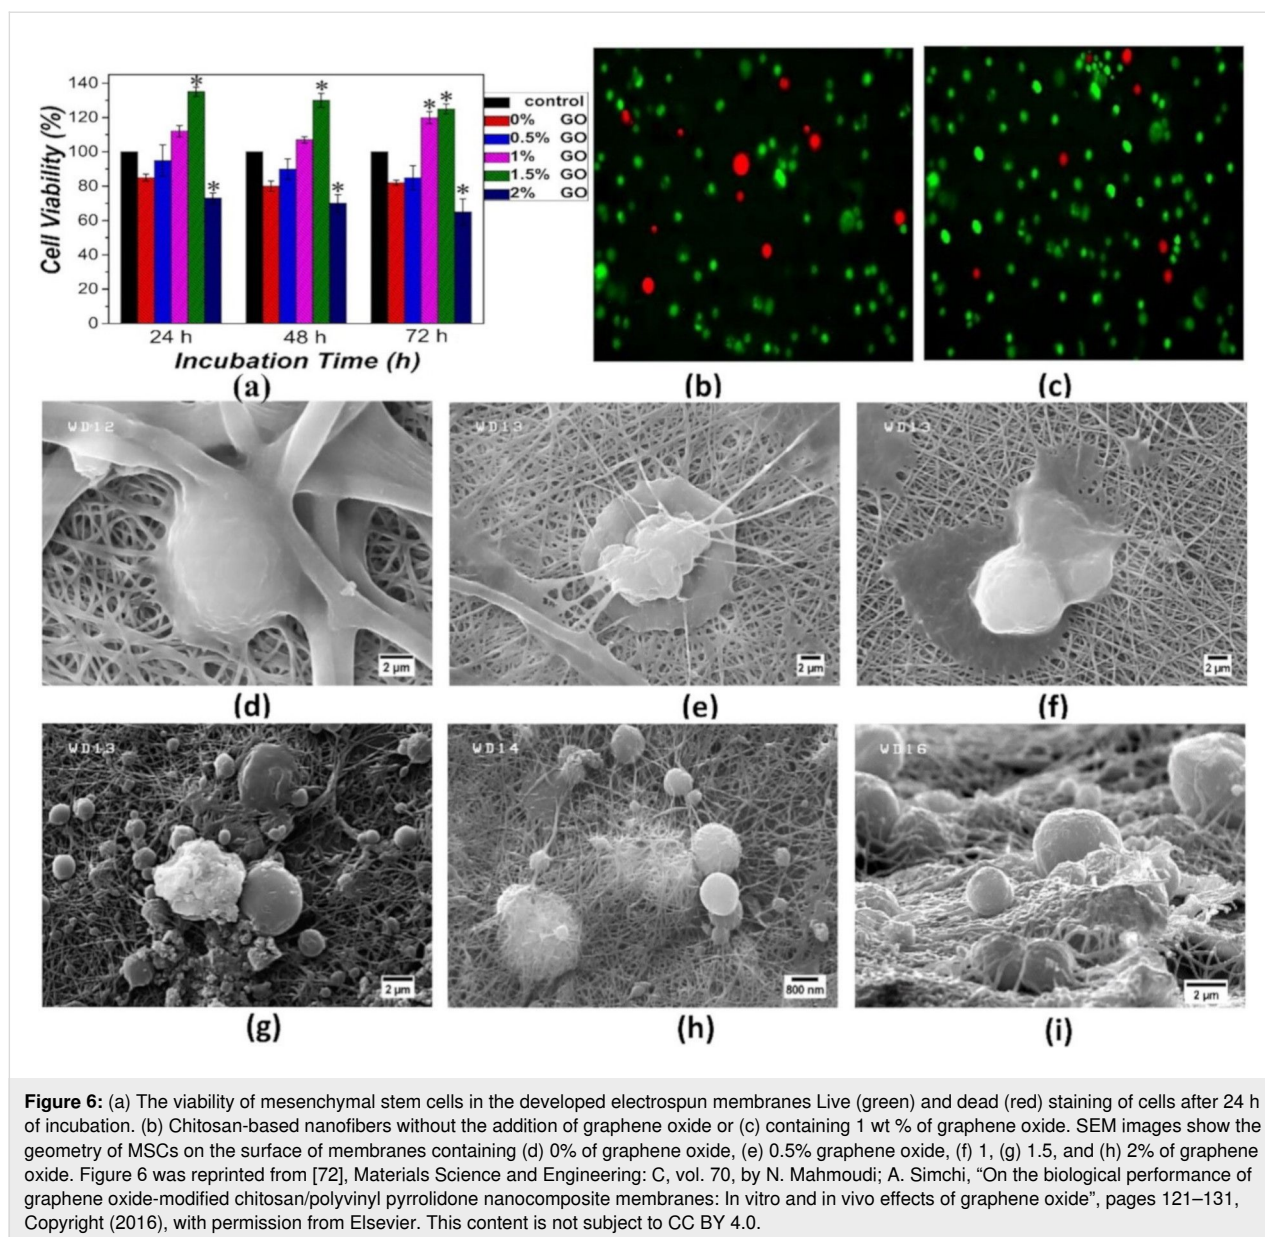 140
120
100
80
60
40
20
0
Cell Viability (%)
* * * * * * *
control
0% GO
0.5% GO
1% GO
1.5% GO
2% GO
24 h 48 h 72 h
Incubation Time (h)
(a) (b) (c)
WD12 WD13 WD13
2 µm 2 µm 2 µm
(d) (e) (f)
WD13 WD14 WD16
2 µm 800 nm 2 µm
(g) (h) (i)
Figure 6: (a) The viability of mesenchymal stem cells in the developed electrospun membranes Live (green) and dead (red) staining of cells after 24 h
of incubation. (b) Chitosan-based nanofibers without the addition of graphene oxide or (c) containing 1 wt % of graphene oxide. SEM images show the
geometry of MSCs on the surface of membranes containing (d) 0% of graphene oxide, (e) 0.5% graphene oxide, (f) 1, (g) 1.5, and (h) 2% of graphene
oxide. Figure 6 was reprinted from [72], Materials Science and Engineering: C, vol. 70, by N. Mahmoudi; A. Simchi, “On the biological performance of
graphene oxide-modified chitosan/polyvinyl pyrrolidone nanocomposite membranes: In vitro and in vivo effects of graphene oxide”, pages 121–131,
Copyright (2016), with permission from Elsevier. This content is not subject to CC BY 4.0.